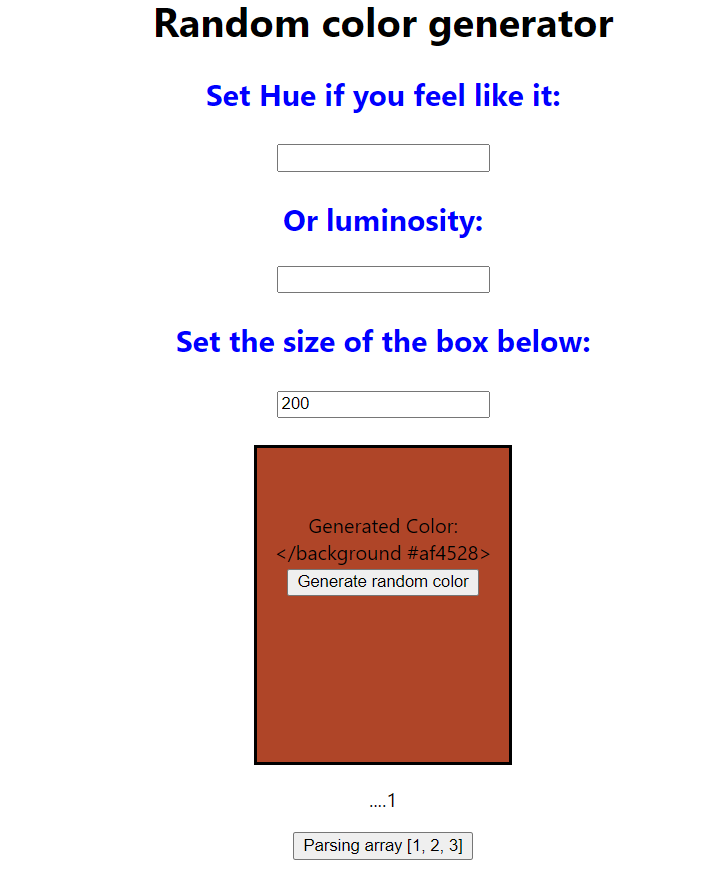 Random color generator
Set Hue if you feel like it:
Or luminosity:
Set the size of the box below:
200
Generated Color:
</background #af4528>
Generate random color
....1
Parsing array [1, 2, 3]